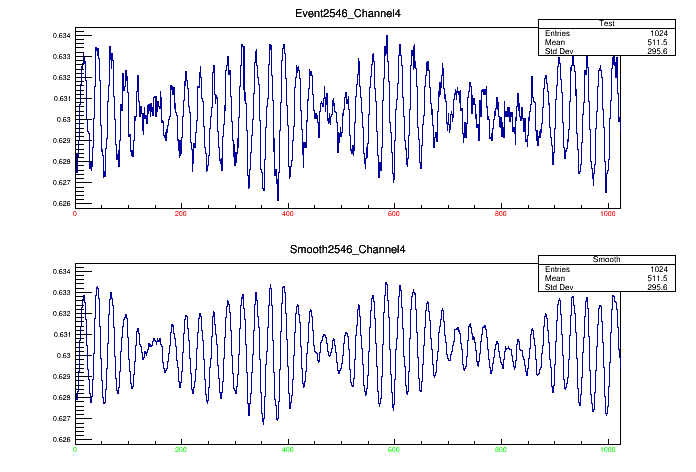 Event2546_Channel4
Test
Entries 1024
Mean 511.5
Std Dev 295.6
0.634
0.633
0.632
0.631
0.63
0.629
0.628
0.627
0.626
0 200 400 600 800 1000
Smooth2546_Channel4
Smooth
Entries 1024
Mean 511.5
Std Dev 295.6
0.634
0.633
0.632
0.631
0.63
0.629
0.628
0.627
0.626
0 200 400 600 800 1000